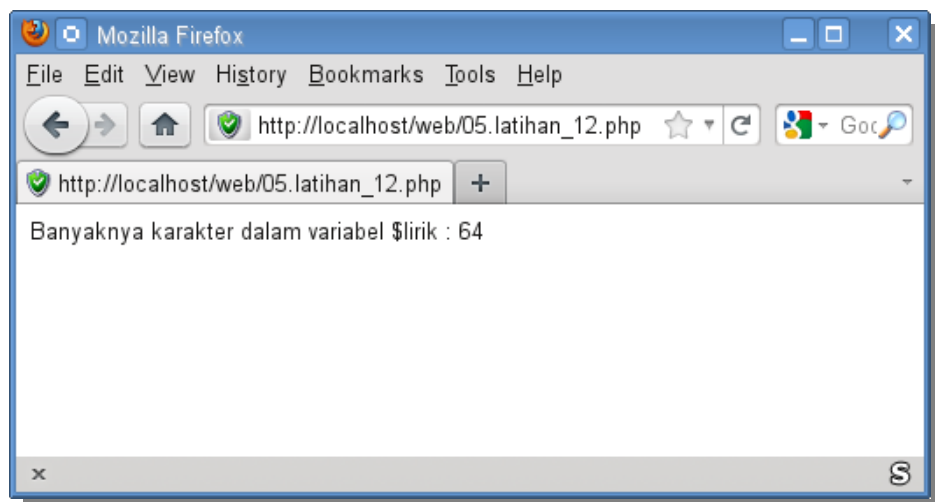 Mozilla Firefox
File Edit View History Bookmarks Tools Help
http://localhost/web/05.latihan_12.php
http://localhost/web/05.latihan_12.php
Banyaknya karakter dalam variabel $lirik : 64
S